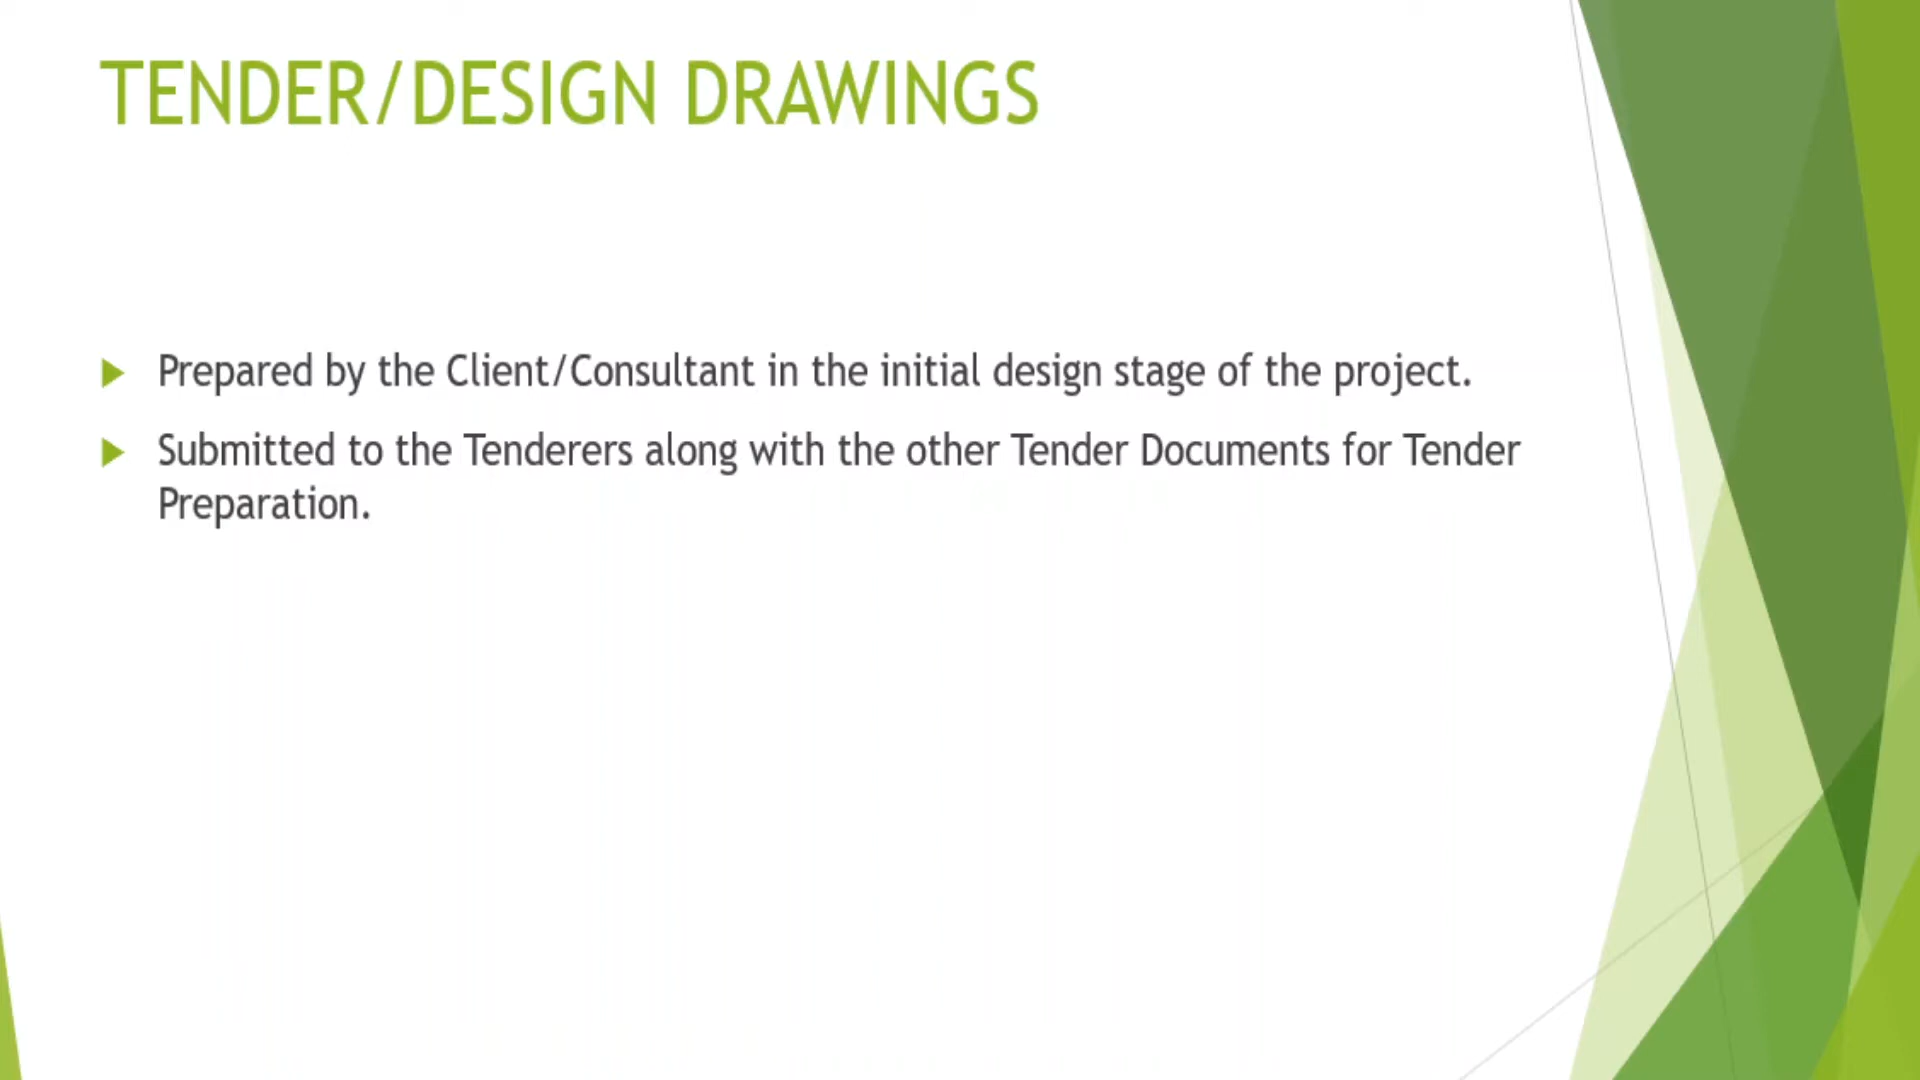 TENDER/DESIGN DRAWINGS
Prepared by the Client/Consultant in the initial design stage of the project.
Submitted to the Tenderers along with the other Tender Documents for Tender
Preparation.